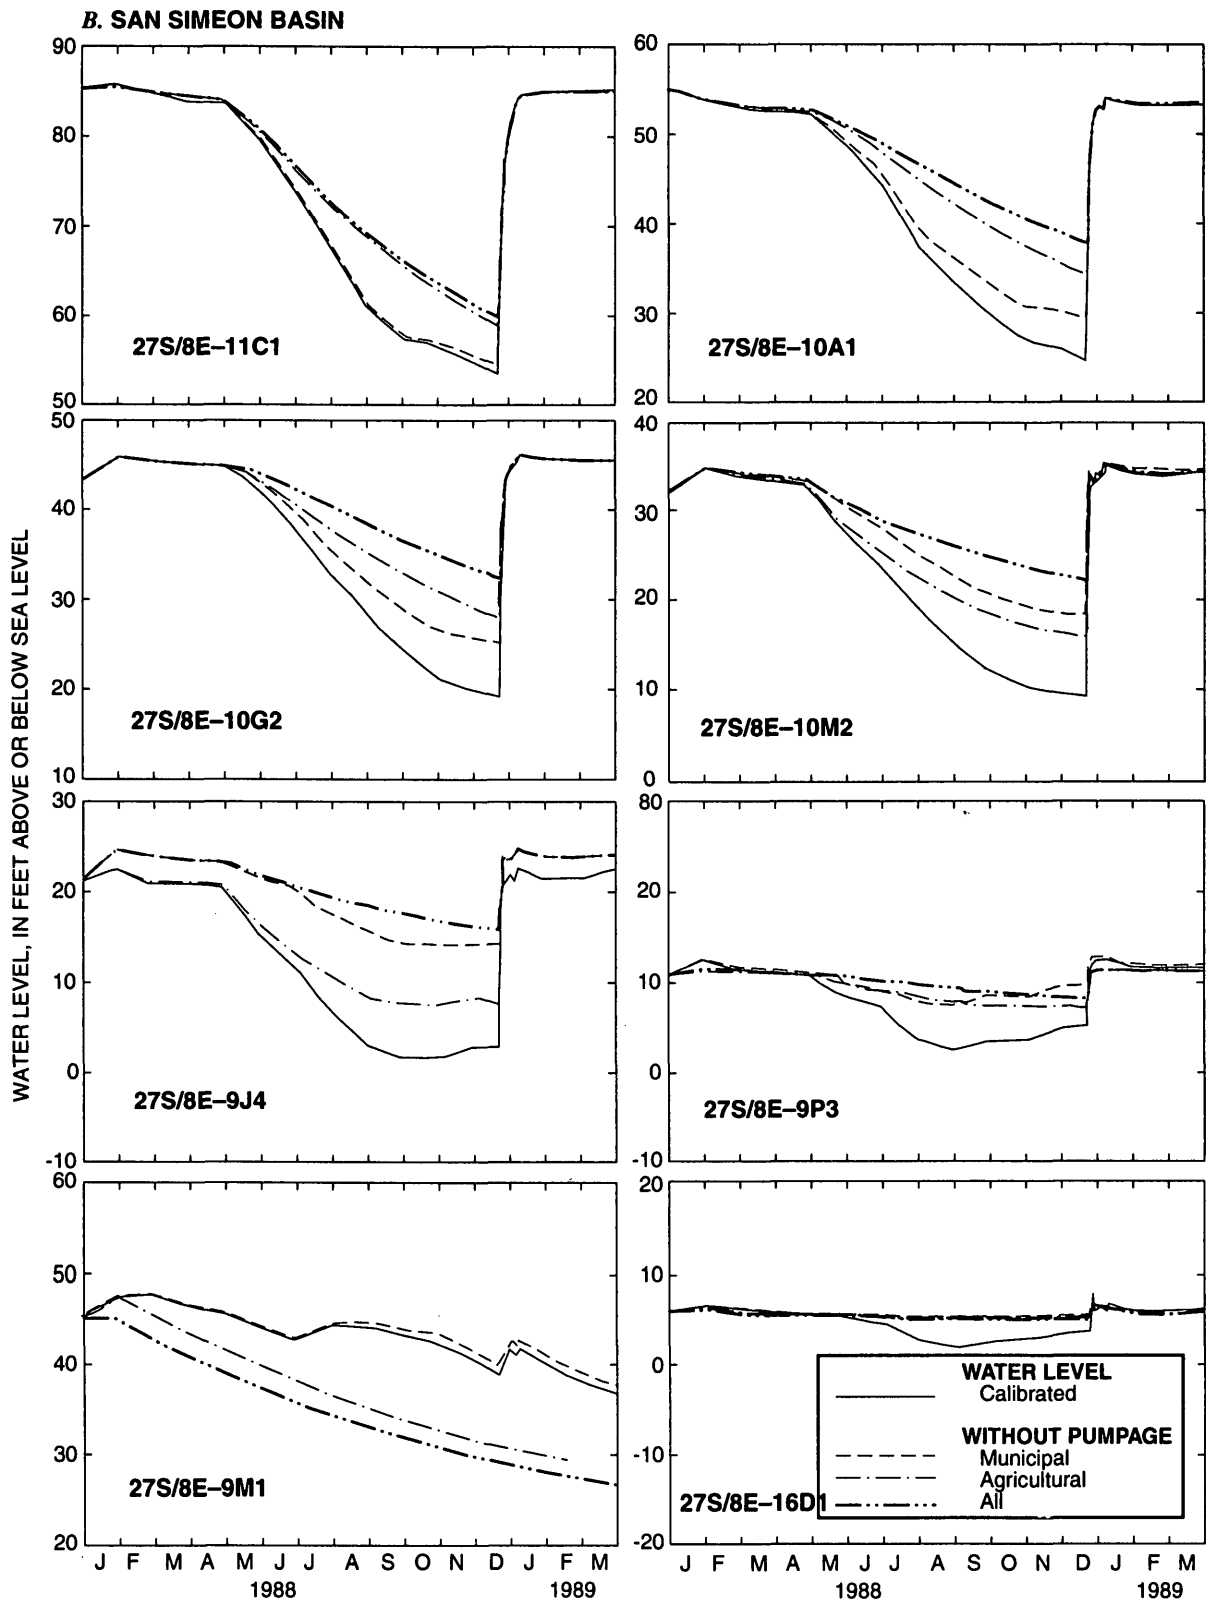 B. SAN SIMEON BASIN
WATER LEVEL, IN FEET ABOVE OR BELOW SEA LEVEL
90
80
70
60
50
27S/8E–11C1
60
50
40
30
20
27S/8E–10A1
50
40
30
20
10
27S/8E–10G2
40
30
20
10
0
27S/8E–10M2
30
20
10
0
-10
27S/8E–9J4
80
20
10
0
-10
27S/8E–9P3
60
50
40
30
20
27S/8E–9M1
20
10
0
-10
-20
27S/8E–16D1
WATER LEVEL
Calibrated
WITHOUT PUMPAGE
Municipal
Agricultural
All
J F M A M J J A S O N D J F M
1988 1989
J F M A M J J A S O N D J F M
1988 1989